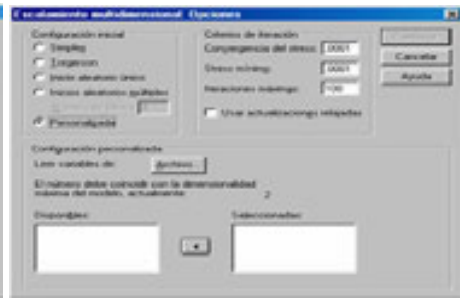 Escalamiento multidimensional: Opciones
Configuración inicial
Simplex
Torgerson
Inicio aleatorio único
Inicios aleatorios múltiples
Personalizada
Criterios de iteración
Convergencia del stress: ,0001
Stress mínimo: ,0001
Iteraciones máximas: 100
Usar actualizaciones relajadas
Cancelar
Ayuda
Configuración personalizada
Leer variables de: Archivo...
El número debe coincidir con la dimensionalidad
máxima del modelo, actualmente: 2
Disponibles:
Seleccionadas: